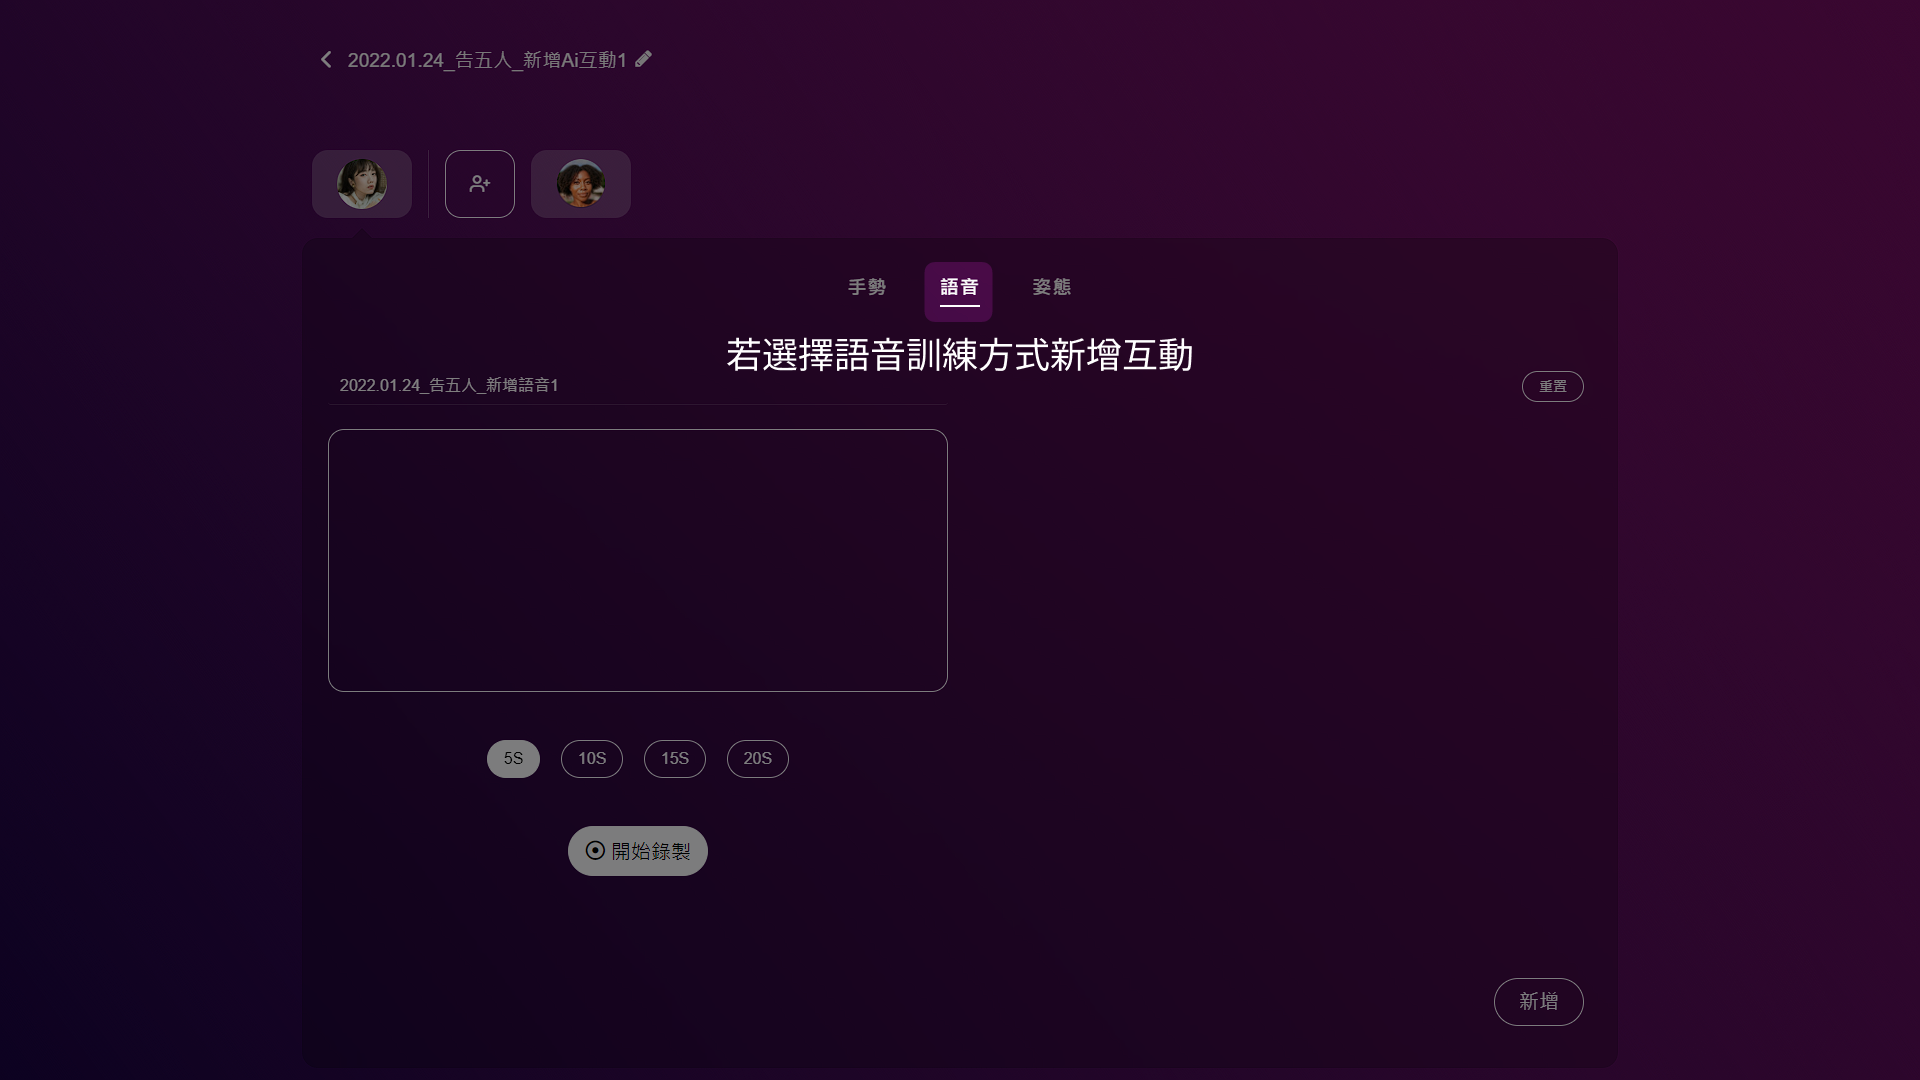 2022.01.24_告五人_新增Ai互動1
手勢
語音
姿態
若選擇語音訓練方式新增互動
2022.01.24_告五人_新增語音1
重置
5S
10S
15S
20S
開始錄製
新增